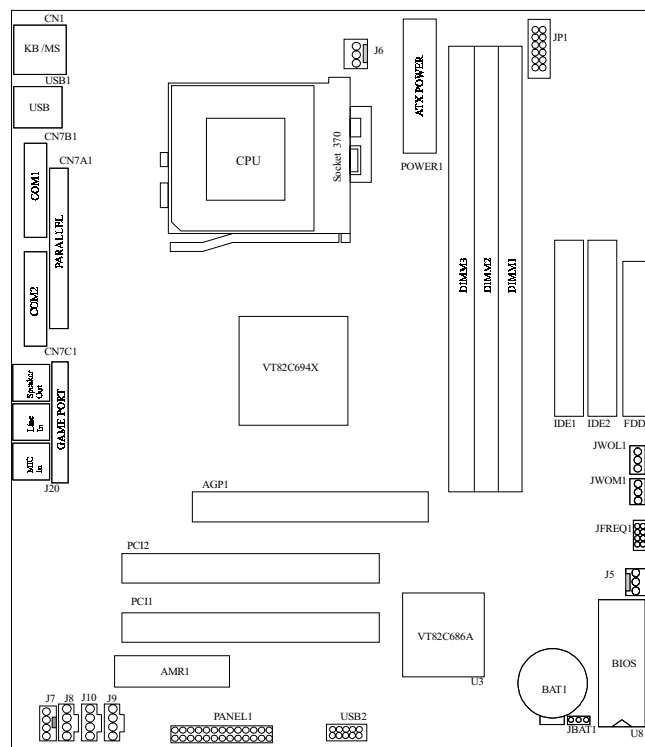 CN1
KB /MS
USB1
USB
CN7B1
CN7A1
COM1
PARALLEL
COM2
CN7C1
Speaker Out
Line In
MIC In
GAME PORT
J20
J6
CPU
Socket 370
ATX POWER
POWER1
JP1
DIMM3
DIMM2
DIMM1
VT82C694X
IDE1
IDE2
FDD
JWOL1
JWOM1
JFREQ1
J5
AGP1
PCI2
PCI1
AMR1
VT82C686A
U3
BIOS
U8
BAT1
JBAT1
J7
J8
J10
J9
PANEL1
USB2